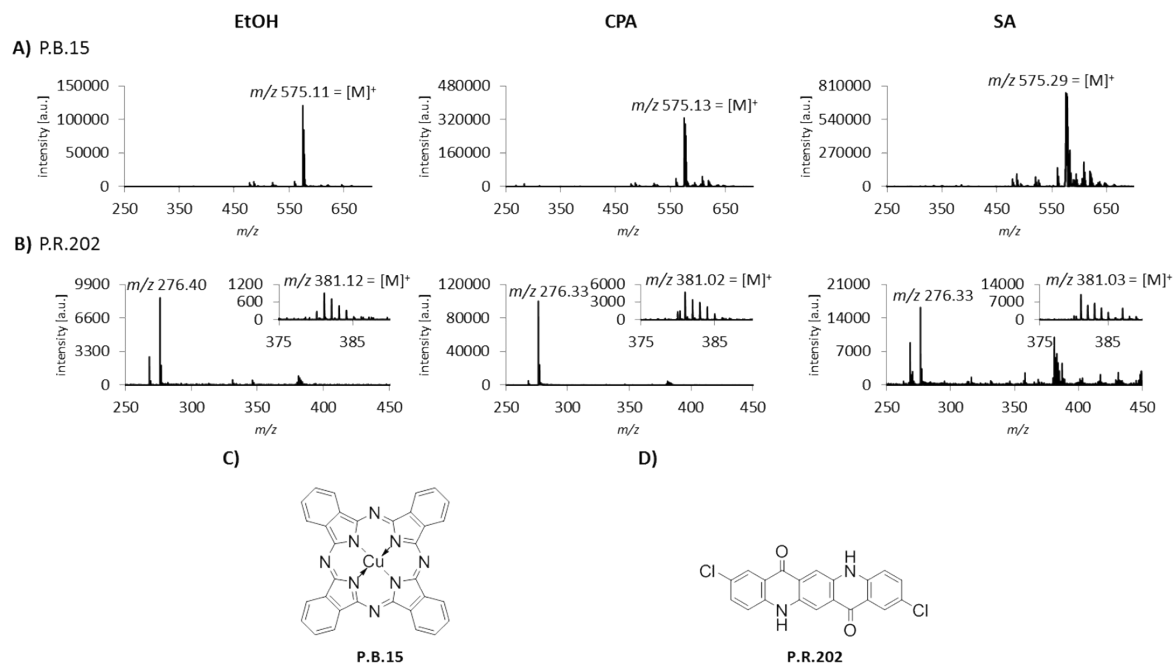 EtOH CPA SA
A) P.B.15
m/z 575.11 = [M]⁺ m/z 575.13 = [M]⁺ m/z 575.29 = [M]⁺
intensity [a.u.] intensity [a.u.] intensity [a.u.]
150000 480000 810000
100000 320000 540000
50000 160000 270000
0 0 0
250 350 450 550 650 250 350 450 550 650 250 350 450 550 650
m/z m/z m/z
B) P.R.202
m/z 276.40 m/z 381.12 = [M]⁺ m/z 276.33 m/z 381.02 = [M]⁺ m/z 276.33 m/z 381.03 = [M]⁺
intensity [a.u.] intensity [a.u.] intensity [a.u.]
9900 1200 120000 6000 21000 14000
6600 600 80000 3000 14000 7000
0 0 0
375 385 375 385 375 385
3300 40000 7000
0 0 0
250 300 350 400 450 250 300 350 400 450 250 300 350 400 450
m/z m/z m/z
C) D)
N
N N
N Cu N
N N
N
P.B.15
O H
N
Cl
Cl
N
H O
P.R.202